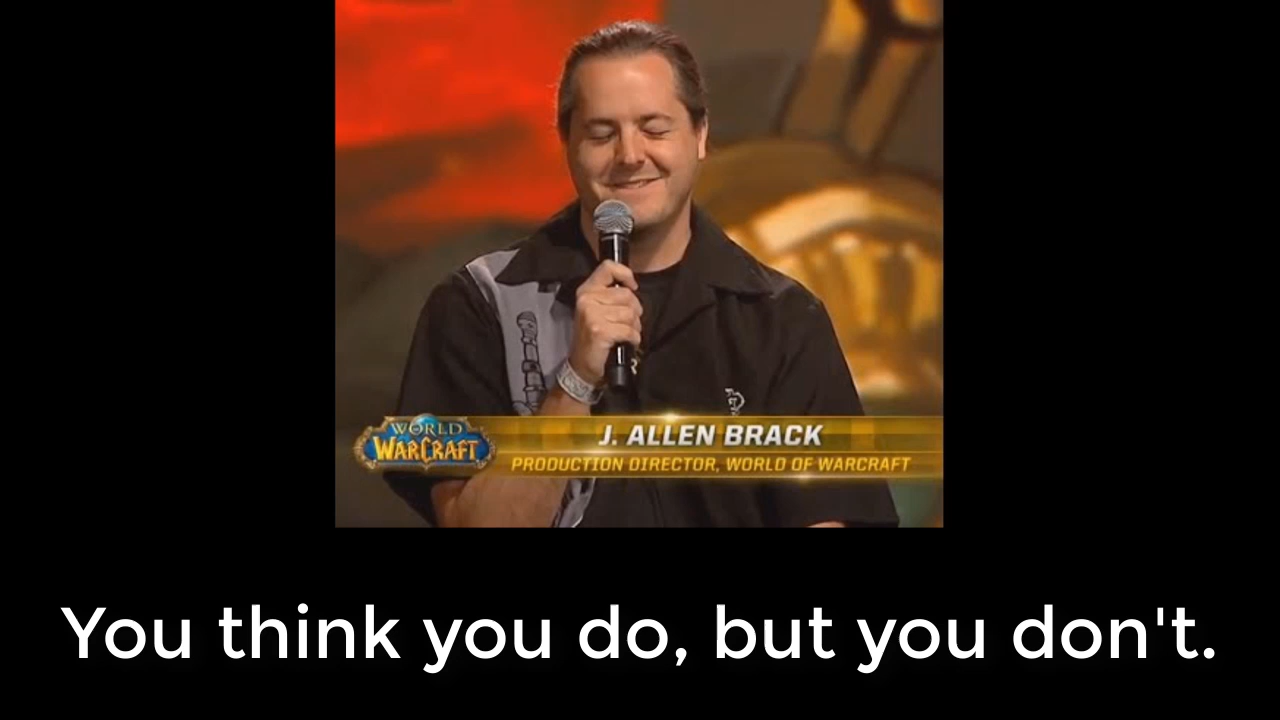 WORLD
WARCRAFT
J. ALLEN BRACK
PRODUCTION DIRECTOR, WORLD OF WARCRAFT
You think you do, but you don't.